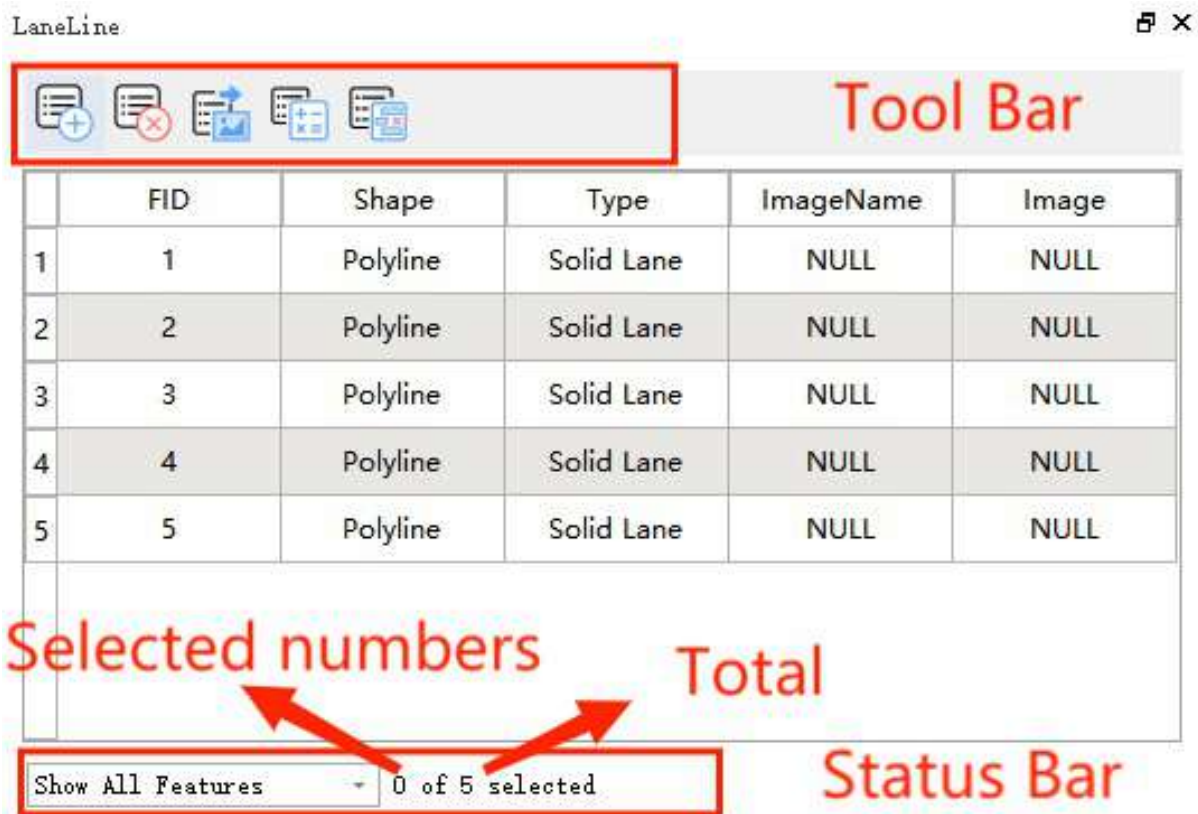 LaneLine
Tool Bar
FID Shape Type ImageName Image
1 1 Polyline Solid Lane NULL NULL
2 2 Polyline Solid Lane NULL NULL
3 3 Polyline Solid Lane NULL NULL
4 4 Polyline Solid Lane NULL NULL
5 5 Polyline Solid Lane NULL NULL
Selected numbers
Total
Show All Features 0 of 5 selected
Status Bar